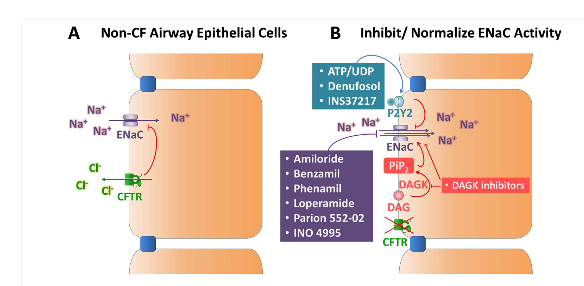 A Non-CF Airway Epithelial Cells
Na⁺
Na⁺
Na⁺
Na⁺
ENaC
Cl⁻
Cl⁻
Cl⁻
CFTR
B Inhibit/ Normalize ENaC Activity
• ATP/UDP
• Denufosol
• INS37217
P2Y2
Na⁺
Na⁺
Na⁺
Na⁺
Na⁺
ENaC
• Amiloride
• Benzamil
• Phenamil
• Loperamide
• Parion 552-02
• INO 4995
PiP₂
DAGK
• DAGK inhibitors
DAG
CFTR